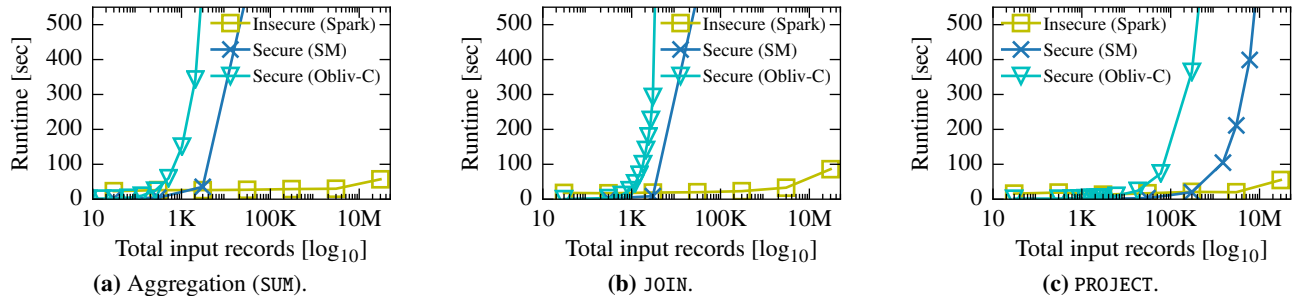 Runtime [sec]
500
400
300
200
100
0
Insecure (Spark)
Secure (SM)
Secure (Obliv-C)
10 1K 100K 10M
Total input records [log10]
(a) Aggregation (SUM).
Runtime [sec]
500
400
300
200
100
0
Insecure (Spark)
Secure (SM)
Secure (Obliv-C)
10 1K 100K 10M
Total input records [log10]
(b) JOIN.
Runtime [sec]
500
400
300
200
100
0
Insecure (Spark)
Secure (SM)
Secure (Obliv-C)
10 1K 100K 10M
Total input records [log10]
(c) PROJECT.